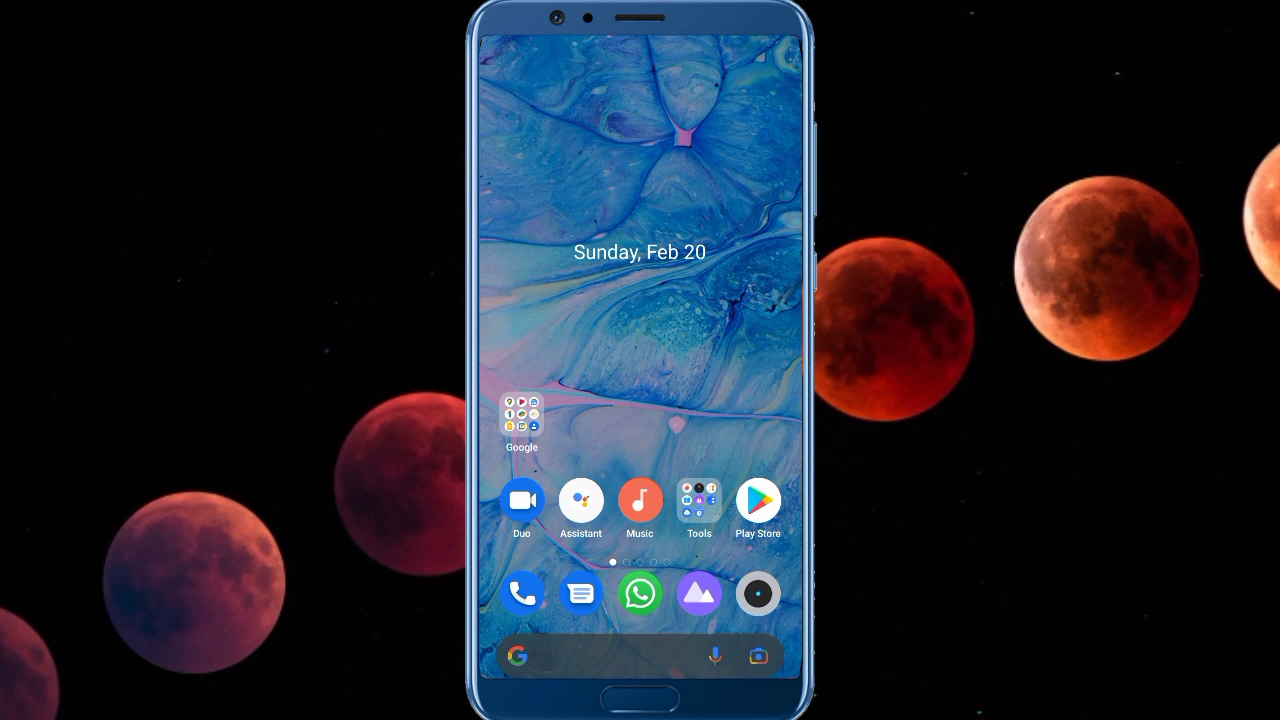 Sunday, Feb 20
Google
Duo
Assistant
Music
Tools
Play Store